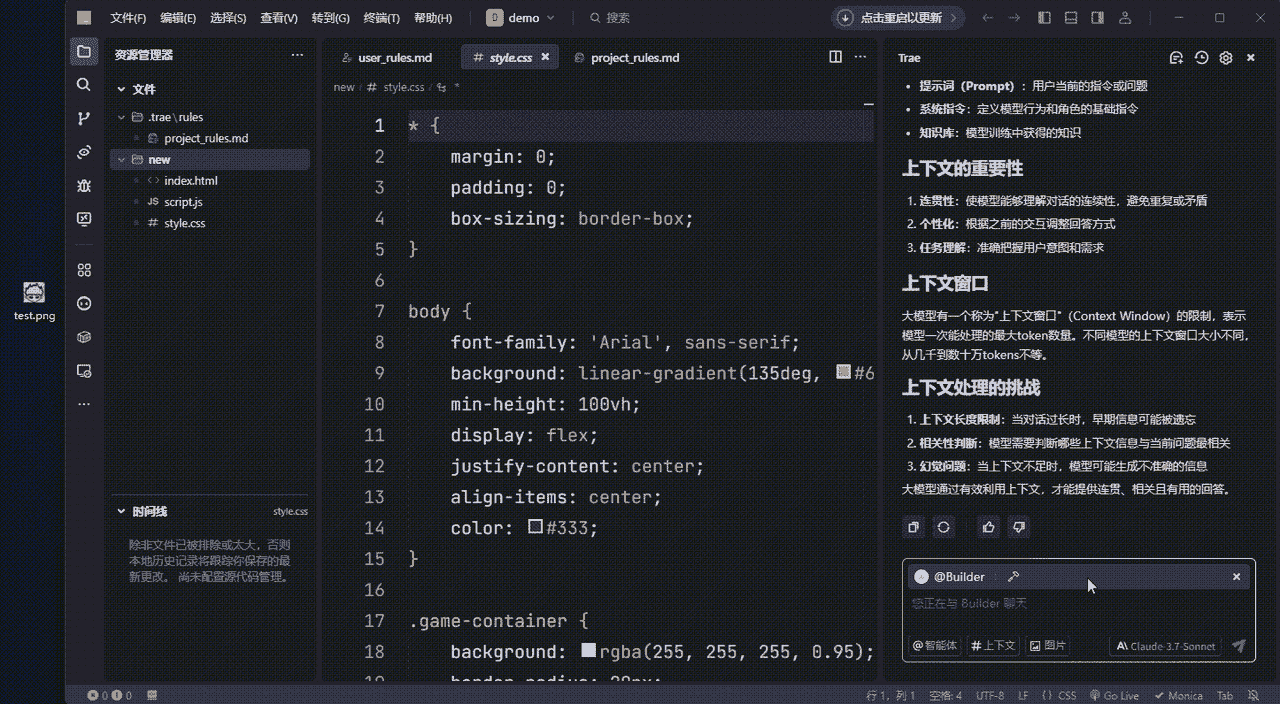 文件(F) 编辑(E) 选择(S) 查看(V) 转到(G) 终端(T) 帮助(H) D demo 搜索 点击重启以更新
test.png
资源管理器
文件
.trae\rules
project_rules.md
new
index.html
JS script.js
# style.css
时间线 style.css
除非文件已被排除或太大，否则
本地历史记录将跟踪你保存的最
新更改。 尚未配置源代码管理。
user_rules.md # style.css project_rules.md
new # style.css *
1 * {
2 margin: 0;
3 padding: 0;
4 box-sizing: border-box;
5 }
6
7 body {
8 font-family: 'Arial', sans-serif;
9 background: linear-gradient(135deg, #6
10 min-height: 100vh;
11 display: flex;
12 justify-content: center;
13 align-items: center;
14 color: #333;
15 }
16
17 .game-container {
18 background: rgba(255, 255, 255, 0.95);
Trae
• 提示词（Prompt）：用户当前的指令或问题
• 系统指令：定义模型行为和角色的基础指令
• 知识库：模型训练中获得的知识
上下文的重要性
1. 连贯性：使模型能够理解对话的连续性，避免重复或矛盾
2. 个性化：根据之前的交互调整回答方式
3. 任务理解：准确把握用户意图和需求
上下文窗口
大模型有一个称为"上下文窗口"（Context Window）的限制，表示
模型一次能处理的最大token数量。不同模型的上下文窗口大小不同，
从几千到数十万tokens不等。
上下文处理的挑战
1. 上下文长度限制：当对话过长时，早期信息可能被遗忘
2. 相关性判断：模型需要判断哪些上下文信息与当前问题最相关
3. 幻觉问题：当上下文不足时，模型可能生成不准确的信息
大模型通过有效利用上下文，才能提供连贯、相关且有用的回答。
@Builder
您正在与 Builder 聊天
@智能体 #上下文 图片 Claude-3.7-Sonnet
0 0 行 1，列 1 空格: 4 UTF-8 LF {} CSS Go Live Monica Tab